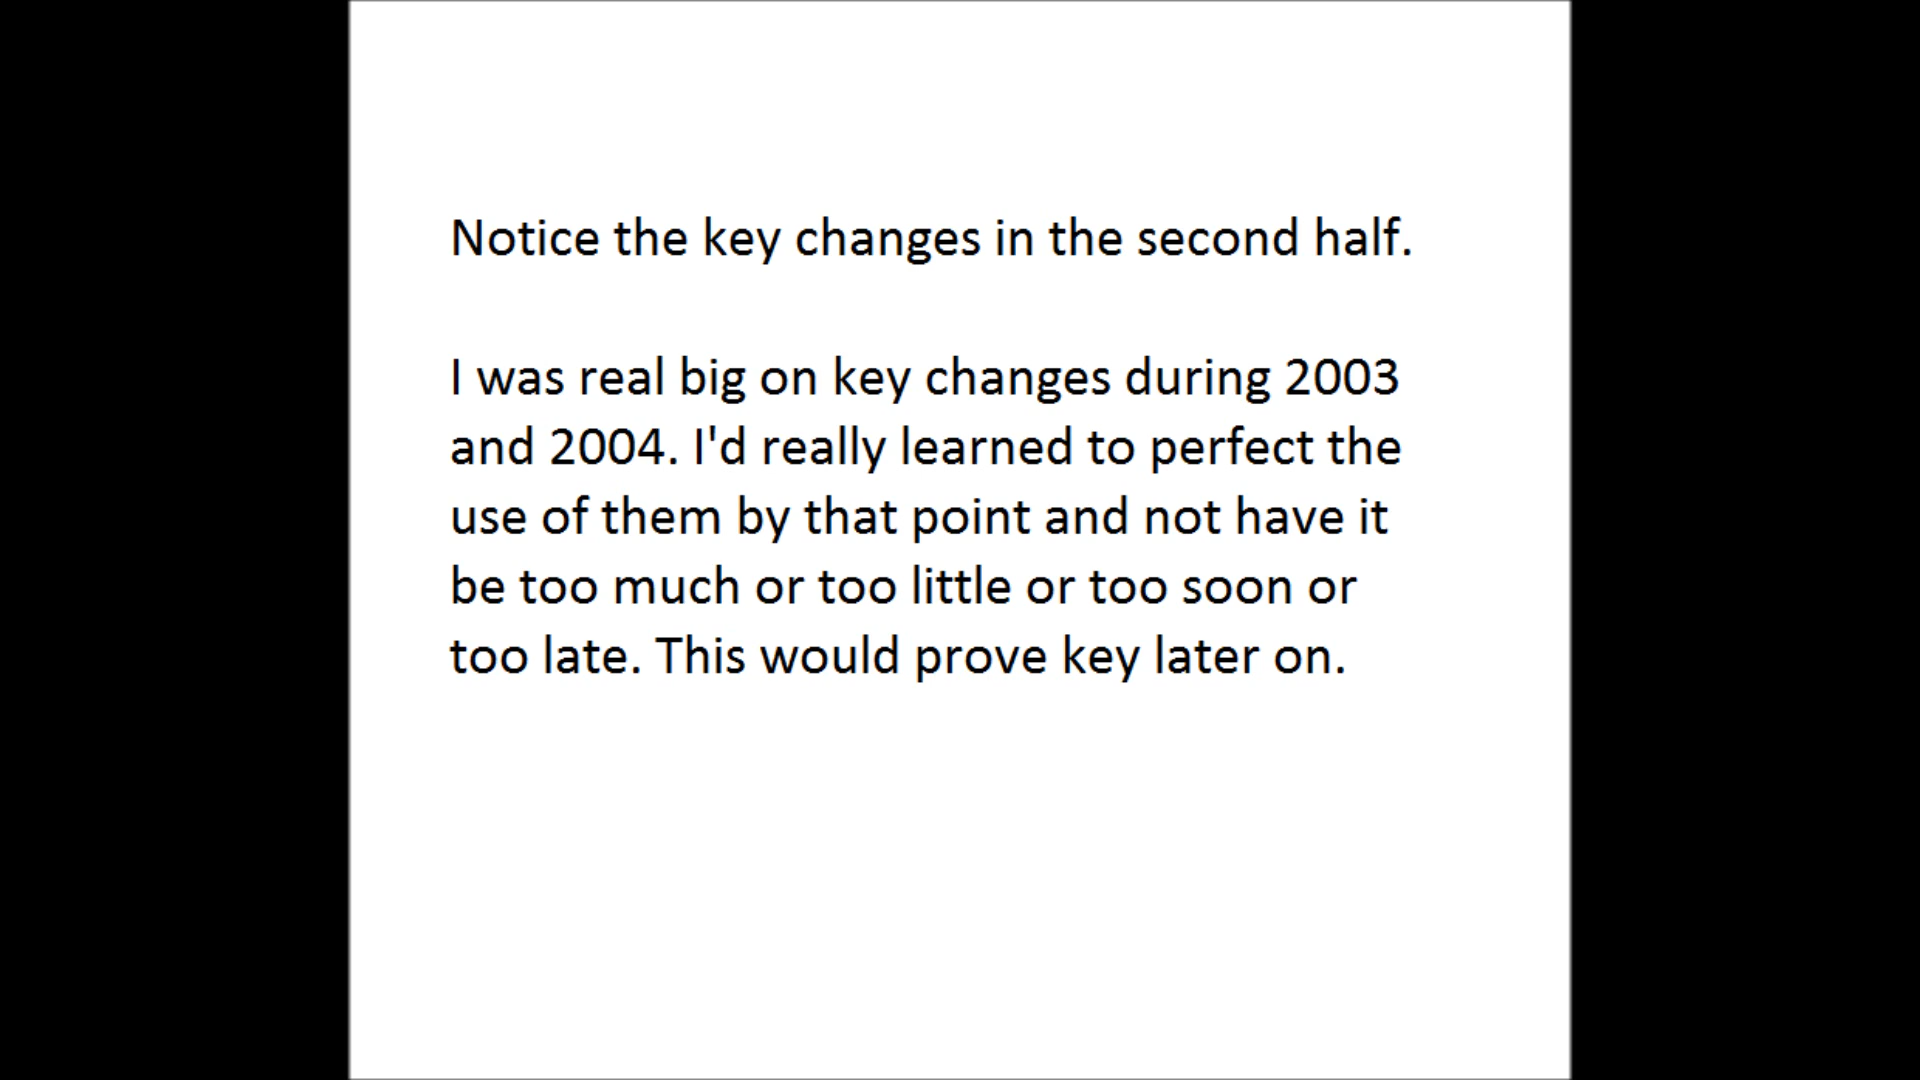 Notice the key changes in the second half.
I was real big on key changes during 2003
and 2004. I'd really learned to perfect the
use of them by that point and not have it
be too much or too little or too soon or
too late. This would prove key later on.